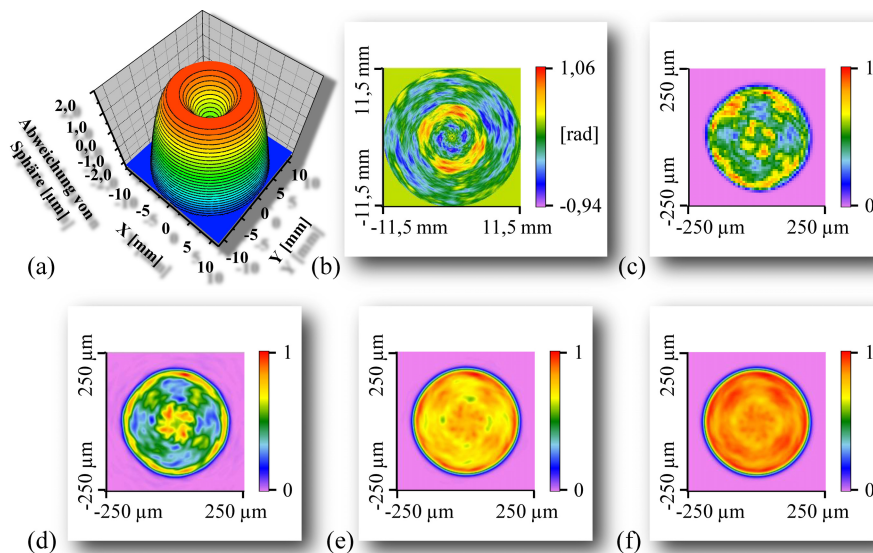 2,0
1,0
0,0
-1,0
-2,0
Abweichung von
Sphäre [µm]
-10
-5
0
5
10
X [mm]
-10
-5
0
5
10
Y [mm]
(a)
11,5 mm
-11,5 mm
-11,5 mm
11,5 mm
1,06
[rad]
-0,94
(b)
250 µm
-250 µm
-250 µm
250 µm
1
0
(c)
250 µm
-250 µm
-250 µm
250 µm
1
0
(d)
250 µm
-250 µm
-250 µm
250 µm
1
0
(e)
250 µm
-250 µm
-250 µm
250 µm
1
0
(f)